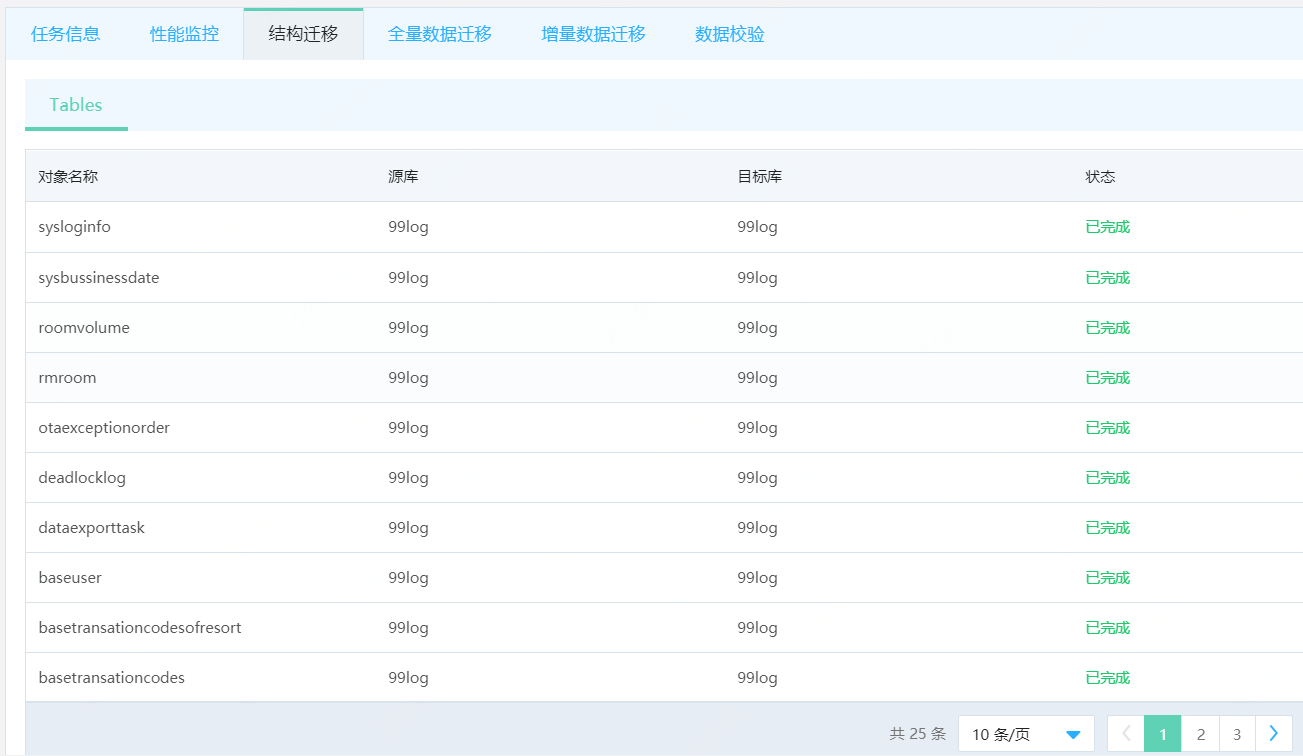 任务信息 性能监控 结构迁移 全量数据迁移 增量数据迁移 数据校验
Tables
对象名称 源库 目标库 状态
sysloginfo 99log 99log 已完成
sysbussinessdate 99log 99log 已完成
roomvolume 99log 99log 已完成
rmroom 99log 99log 已完成
otaexceptionorder 99log 99log 已完成
deadlocklog 99log 99log 已完成
dataexporttask 99log 99log 已完成
baseuser 99log 99log 已完成
basetransationcodesofresort 99log 99log 已完成
basetransationcodes 99log 99log 已完成
共 25 条 10 条/页 1 2 3